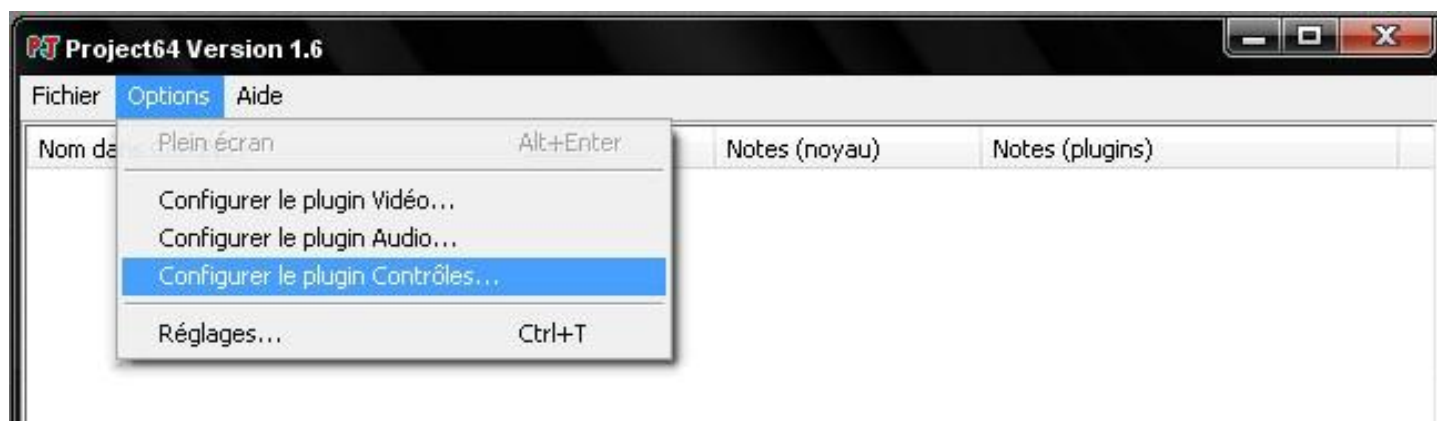 Project64 Version 1.6
Fichier Options Aide
Nom da Notes (noyau) Notes (plugins)
Plein écran Alt+Enter
Configurer le plugin Vidéo...
Configurer le plugin Audio...
Configurer le plugin Contrôles...
Réglages... Ctrl+T